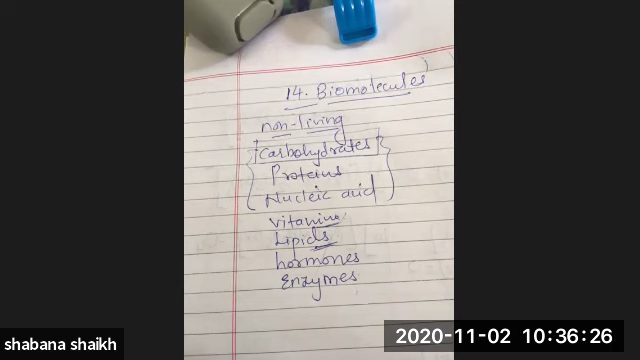 14. Biomolecules
non-living
Carbohydrates
Proteins
Nucleic acid
vitamins
Lipids
hormones
Enzymes
shabana shaikh
2020-11-02 10:36:26